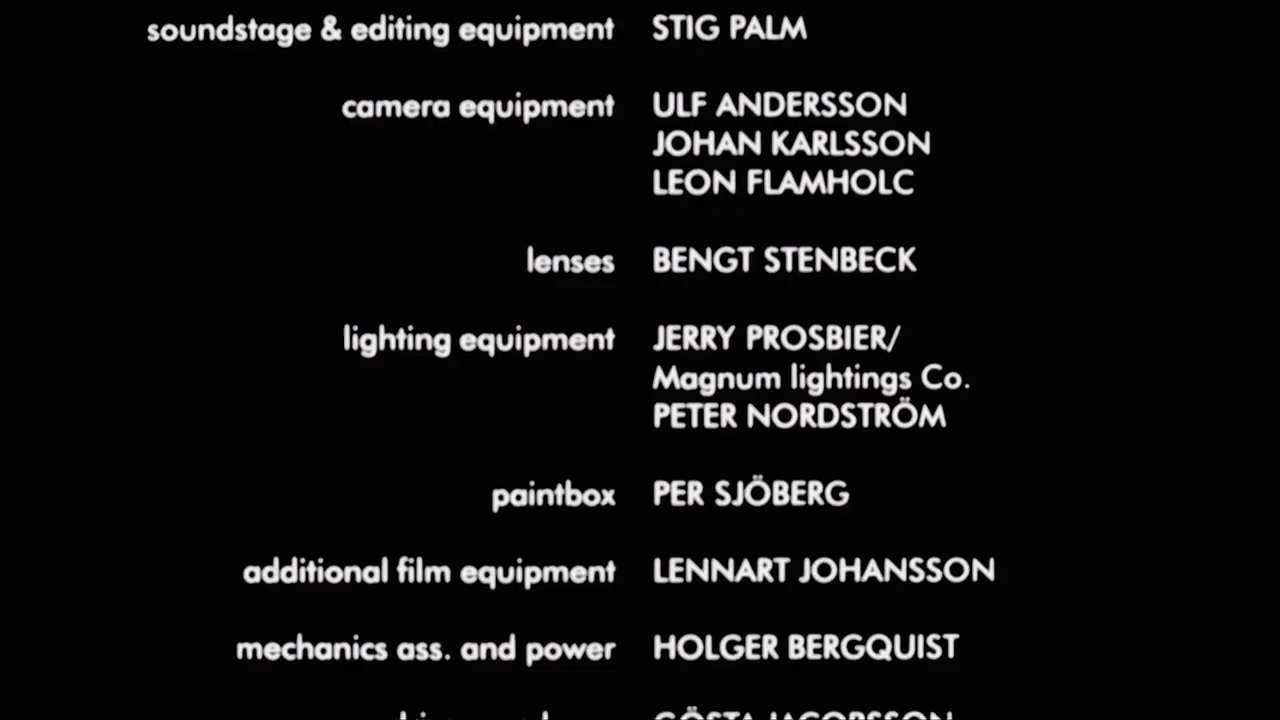 soundstage & editing equipment STIG PALM
camera equipment ULF ANDERSSON
JOHAN KARLSSON
LEON FLAMHOLC
lenses BENGT STENBECK
lighting equipment JERRY PROSBIER/
Magnum lightings Co.
PETER NORDSTRÖM
paintbox PER SJÖBERG
additional film equipment LENNART JOHANSSON
mechanics ass. and power HOLGER BERGQUIST
GÖSTA JACOBSSON